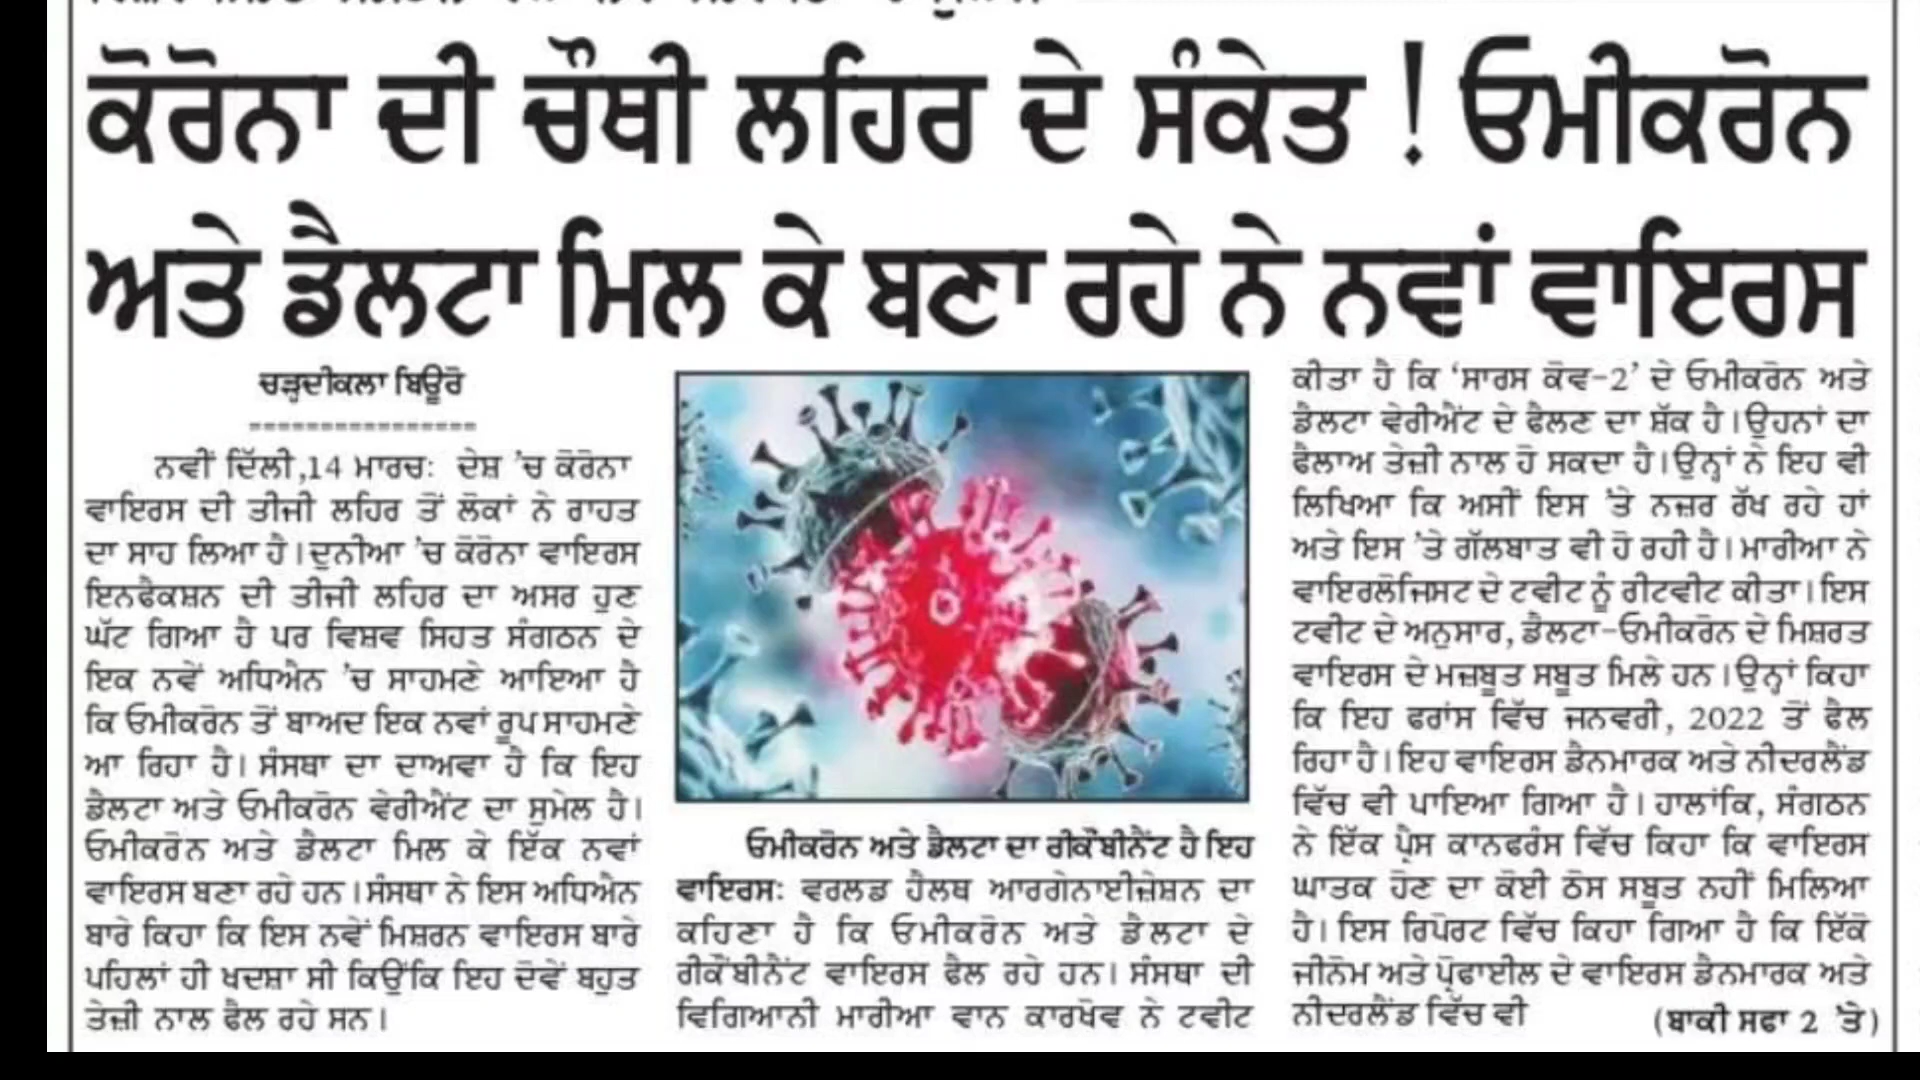 ਕੋਰੋਨਾ ਦੀ ਚੌਥੀ ਲਹਿਰ ਦੇ ਸੰਕੇਤ ! ਓਮੀਕਰੋਨ
ਅਤੇ ਡੈਲਟਾ ਮਿਲ ਕੇ ਬਣਾ ਰਹੇ ਨੇ ਨਵਾਂ ਵਾਇਰਸ
ਚੜ੍ਹਦੀਕਲਾ ਬਿਊਰੋ
----------------
ਨਵੀਂ ਦਿੱਲੀ,14 ਮਾਰਚ: ਦੇਸ਼ 'ਚ ਕੋਰੋਨਾ
ਵਾਇਰਸ ਦੀ ਤੀਜੀ ਲਹਿਰ ਤੋਂ ਲੋਕਾਂ ਨੇ ਰਾਹਤ
ਦਾ ਸਾਹ ਲਿਆ ਹੈ।ਦੁਨੀਆ 'ਚ ਕੋਰੋਨਾ ਵਾਇਰਸ
ਇਨਫੈਕਸ਼ਨ ਦੀ ਤੀਜੀ ਲਹਿਰ ਦਾ ਅਸਰ ਹੁਣ
ਘੱਟ ਗਿਆ ਹੈ ਪਰ ਵਿਸ਼ਵ ਸਿਹਤ ਸੰਗਠਨ ਦੇ
ਇਕ ਨਵੇਂ ਅਧਿਐਨ 'ਚ ਸਾਹਮਣੇ ਆਇਆ ਹੈ
ਕਿ ਓਮੀਕਰੋਨ ਤੋਂ ਬਾਅਦ ਇਕ ਨਵਾਂ ਰੂਪ ਸਾਹਮਣੇ
ਆ ਰਿਹਾ ਹੈ। ਸੰਸਥਾ ਦਾ ਦਾਅਵਾ ਹੈ ਕਿ ਇਹ
ਡੈਲਟਾ ਅਤੇ ਓਮੀਕਰੋਨ ਵੇਰੀਐਂਟ ਦਾ ਸੁਮੇਲ ਹੈ।
ਓਮੀਕਰੋਨ ਅਤੇ ਡੈਲਟਾ ਮਿਲ ਕੇ ਇੱਕ ਨਵਾਂ
ਵਾਇਰਸ ਬਣਾ ਰਹੇ ਹਨ।ਸੰਸਥਾ ਨੇ ਇਸ ਅਧਿਐਨ
ਬਾਰੇ ਕਿਹਾ ਕਿ ਇਸ ਨਵੇਂ ਮਿਸ਼ਰਨ ਵਾਇਰਸ ਬਾਰੇ
ਪਹਿਲਾਂ ਹੀ ਖਦਸ਼ਾ ਸੀ ਕਿਉਂਕਿ ਇਹ ਦੋਵੇਂ ਬਹੁਤ
ਤੇਜ਼ੀ ਨਾਲ ਫੈਲ ਰਹੇ ਸਨ।
ਓਮੀਕਰੋਨ ਅਤੇ ਡੈਲਟਾ ਦਾ ਰੀਕੌਂਬੀਨੈਂਟ ਹੈ ਇਹ
ਵਾਇਰਸ: ਵਰਲਡ ਹੈਲਥ ਆਰਗੇਨਾਈਜ਼ੇਸ਼ਨ ਦਾ
ਕਹਿਣਾ ਹੈ ਕਿ ਓਮੀਕਰੋਨ ਅਤੇ ਡੈਲਟਾ ਦੇ
ਰੀਕੌਂਬੀਨੈਂਟ ਵਾਇਰਸ ਫੈਲ ਰਹੇ ਹਨ। ਸੰਸਥਾ ਦੀ
ਵਿਗਿਆਨੀ ਮਾਰੀਆ ਵਾਨ ਕਾਰਖੋਵ ਨੇ ਟਵੀਟ
ਕੀਤਾ ਹੈ ਕਿ 'ਸਾਰਸ ਕੋਵ-2' ਦੇ ਓਮੀਕਰੋਨ ਅਤੇ
ਡੈਲਟਾ ਵੇਰੀਐਂਟ ਦੇ ਫੈਲਣ ਦਾ ਸ਼ੱਕ ਹੈ।ਉਹਨਾਂ ਦਾ
ਫੈਲਾਅ ਤੇਜ਼ੀ ਨਾਲ ਹੋ ਸਕਦਾ ਹੈ।ਉਨ੍ਹਾਂ ਨੇ ਇਹ ਵੀ
ਲਿਖਿਆ ਕਿ ਅਸੀਂ ਇਸ 'ਤੇ ਨਜ਼ਰ ਰੱਖ ਰਹੇ ਹਾਂ
ਅਤੇ ਇਸ 'ਤੇ ਗੱਲਬਾਤ ਵੀ ਹੋ ਰਹੀ ਹੈ। ਮਾਰੀਆ ਨੇ
ਵਾਇਰਲੋਜਿਸਟ ਦੇ ਟਵੀਟ ਨੂੰ ਰੀਟਵੀਟ ਕੀਤਾ।ਇਸ
ਟਵੀਟ ਦੇ ਅਨੁਸਾਰ, ਡੈਲਟਾ-ਓਮੀਕਰੋਨ ਦੇ ਮਿਸ਼ਰਤ
ਵਾਇਰਸ ਦੇ ਮਜ਼ਬੂਤ ਸਬੂਤ ਮਿਲੇ ਹਨ।ਉਨ੍ਹਾਂ ਕਿਹਾ
ਕਿ ਇਹ ਫਰਾਂਸ ਵਿੱਚ ਜਨਵਰੀ, 2022 ਤੋਂ ਫੈਲ
ਰਿਹਾ ਹੈ।ਇਹ ਵਾਇਰਸ ਡੈਨਮਾਰਕ ਅਤੇ ਨੀਦਰਲੈਂਡ
ਵਿੱਚ ਵੀ ਪਾਇਆ ਗਿਆ ਹੈ। ਹਾਲਾਂਕਿ, ਸੰਗਠਨ
ਨੇ ਇੱਕ ਪ੍ਰੈਸ ਕਾਨਫਰੰਸ ਵਿੱਚ ਕਿਹਾ ਕਿ ਵਾਇਰਸ
ਘਾਤਕ ਹੋਣ ਦਾ ਕੋਈ ਠੋਸ ਸਬੂਤ ਨਹੀਂ ਮਿਲਿਆ
ਹੈ। ਇਸ ਰਿਪੋਰਟ ਵਿੱਚ ਕਿਹਾ ਗਿਆ ਹੈ ਕਿ ਇੱਕੋ
ਜੀਨੋਮ ਅਤੇ ਪ੍ਰੋਫਾਈਲ ਦੇ ਵਾਇਰਸ ਡੈਨਮਾਰਕ ਅਤੇ
ਨੀਦਰਲੈਂਡ ਵਿੱਚ ਵੀ (ਬਾਕੀ ਸਫਾ 2 'ਤੇ)